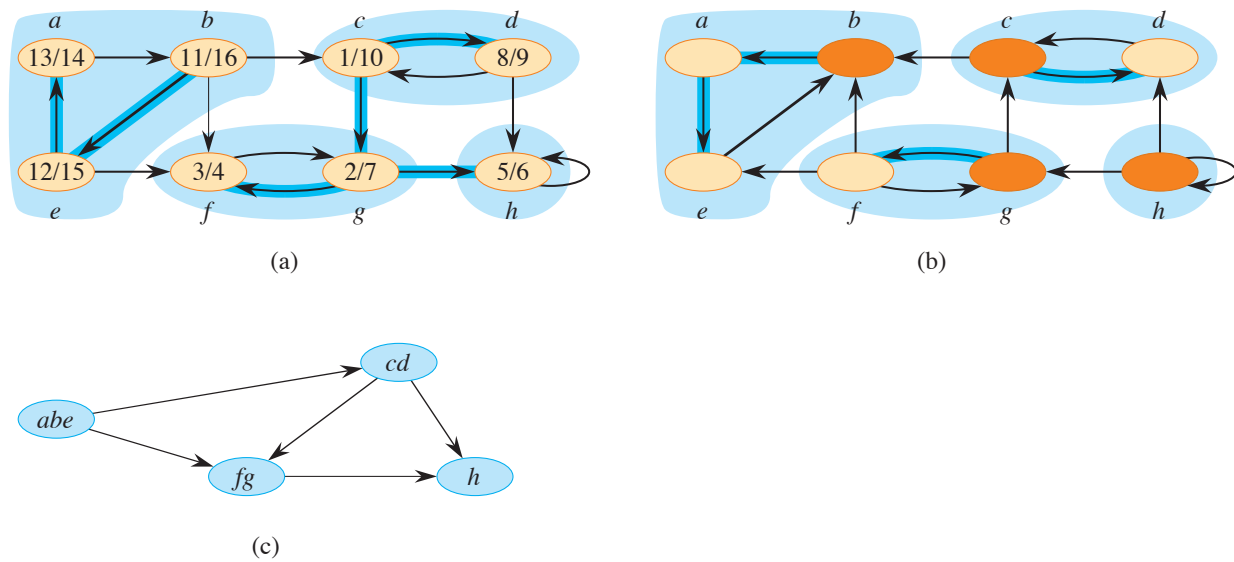 a b c d a b c d
13/14 11/16 1/10 8/9
12/15 3/4 2/7 5/6
e f g h e f g h
(a) (b)
cd
abe
fg h
(c)